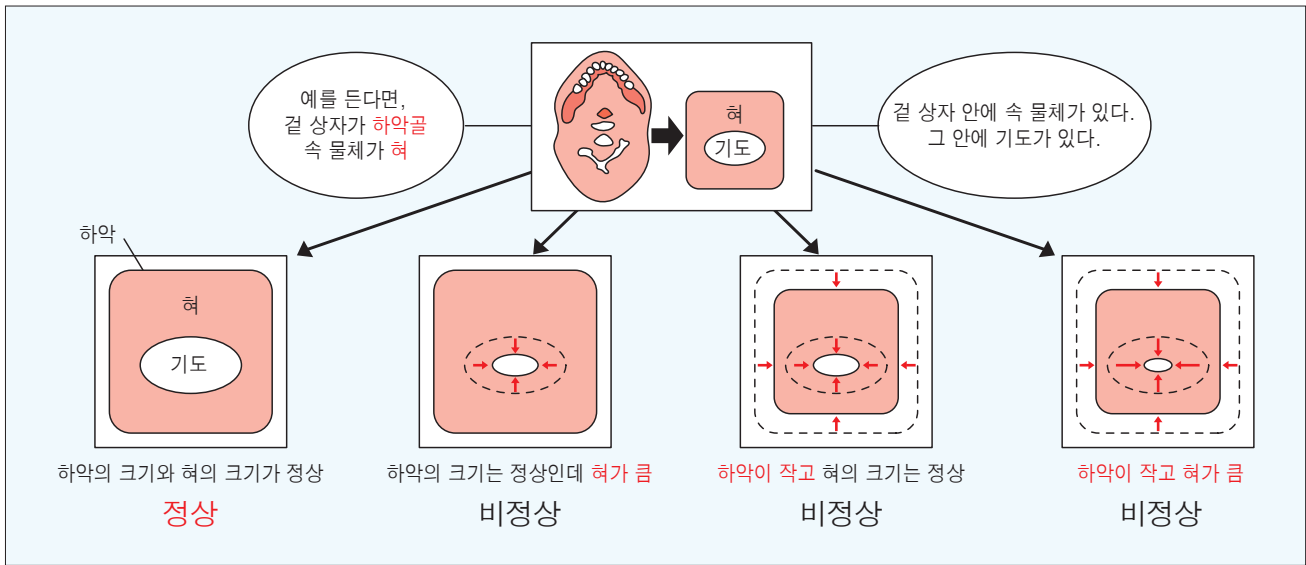 예를 든다면,
겉 상자가 하악골
속 물체가 혀
혀
기도
겉 상자 안에 속 물체가 있다.
그 안에 기도가 있다.
하악
혀
기도
하악의 크기와 혀의 크기가 정상
정상
하악의 크기는 정상인데 혀가 큼
비정상
하악이 작고 혀의 크기는 정상
비정상
하악이 작고 혀가 큼
비정상